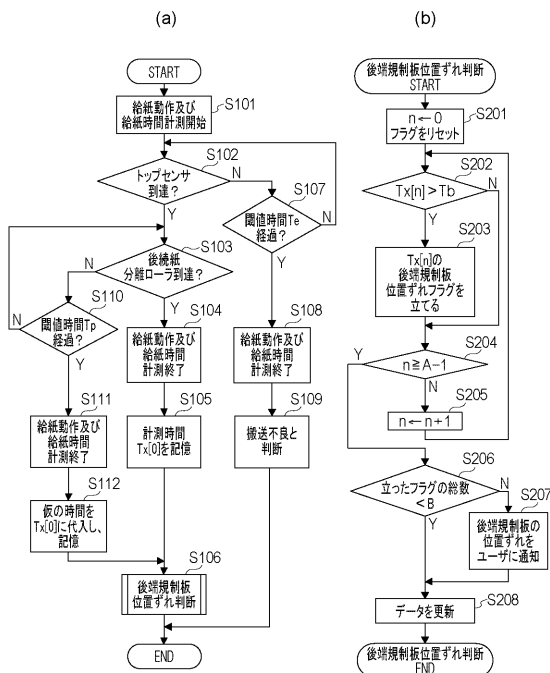 (a)
START
給紙動作及び
給紙時間計測開始
S101
トップセンサ
到達?
S102
N
Y
閾値時間Te
経過?
S107
N
Y
後続紙
分離ローラ到達?
S103
N
Y
閾値時間Tp
経過?
S110
N
Y
給紙動作及び
給紙時間
計測終了
S104
給紙動作及び
給紙時間
計測終了
S108
計測時間
Tx[0]を記憶
S105
搬送不良と
判断
S109
給紙動作及び
給紙時間
計測終了
S111
仮の時間を
Tx[0]に代入し、
記憶
S112
後端規制板
位置ずれ判断
S106
END
(b)
後端規制板位置ずれ判断
START
n←0
フラグをリセット
S201
Tx[n]>Tb
S202
N
Y
Tx[n]の
後端規制板
位置ずれフラグを
立てる
S203
n≧A−1
S204
Y
N
n←n+1
S205
立ったフラグの総数
<B
S206
N
Y
後端規制板の
位置ずれを
ユーザに通知
S207
データを更新
S208
後端規制板位置ずれ判断
END